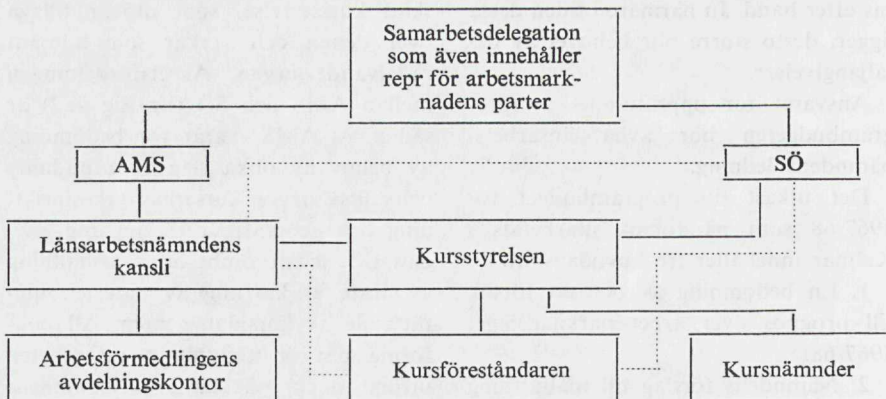 Samarbetsdelegation
som även innehåller
repr för arbetsmark-
nadens parter
AMS
SÖ
Länsarbetsnämndens
kansli
Kursstyrelsen
Arbetsförmedlingens
avdelningskontor
Kursföreståndaren
Kursnämnder